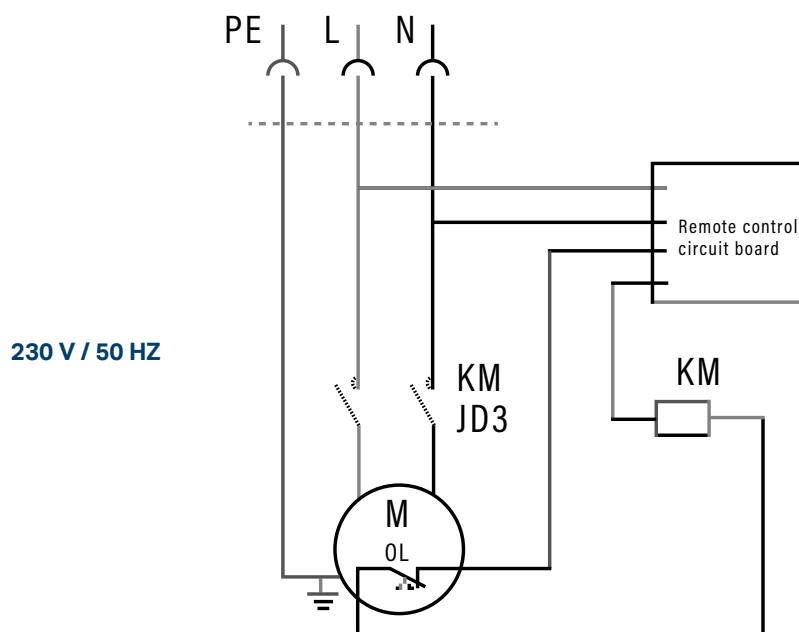 PE L N
Remote control
circuit board
230 V / 50 HZ
KM
JD3
KM
M
OL